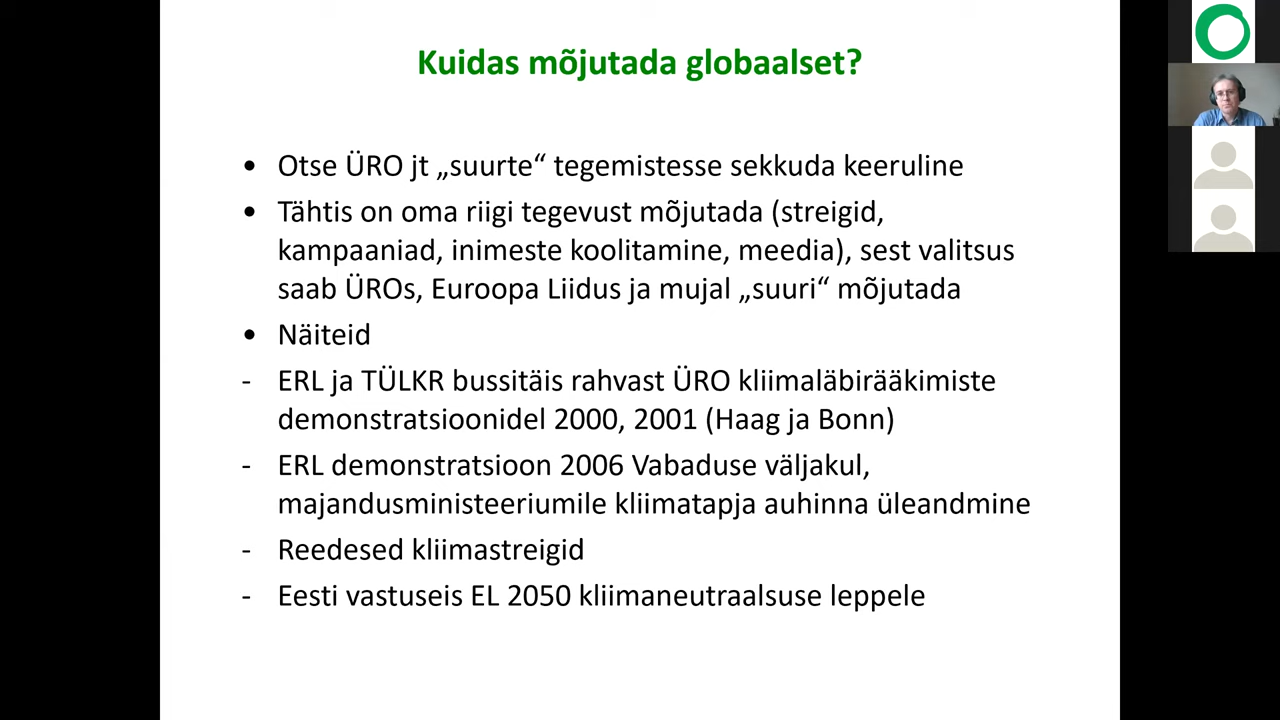 Kuidas mõjutada globaalset?
• Otse ÜRO jt „suurte“ tegemistesse sekkuda keeruline
• Tähtis on oma riigi tegevust mõjutada (streigid,
kampaaniad, inimeste koolitamine, meedia), sest valitsus
saab ÜROs, Euroopa Liidus ja mujal „suuri“ mõjutada
• Näiteid
- ERL ja TÜLKR bussitäis rahvast ÜRO kliimaläbirääkimiste
demonstratsioonidel 2000, 2001 (Haag ja Bonn)
- ERL demonstratsioon 2006 Vabaduse väljakul,
majandusministeeriumile kliimatapja auhinna üleandmine
- Reedesed kliimastreigid
- Eesti vastuseis EL 2050 kliimaneutraalsuse leppele